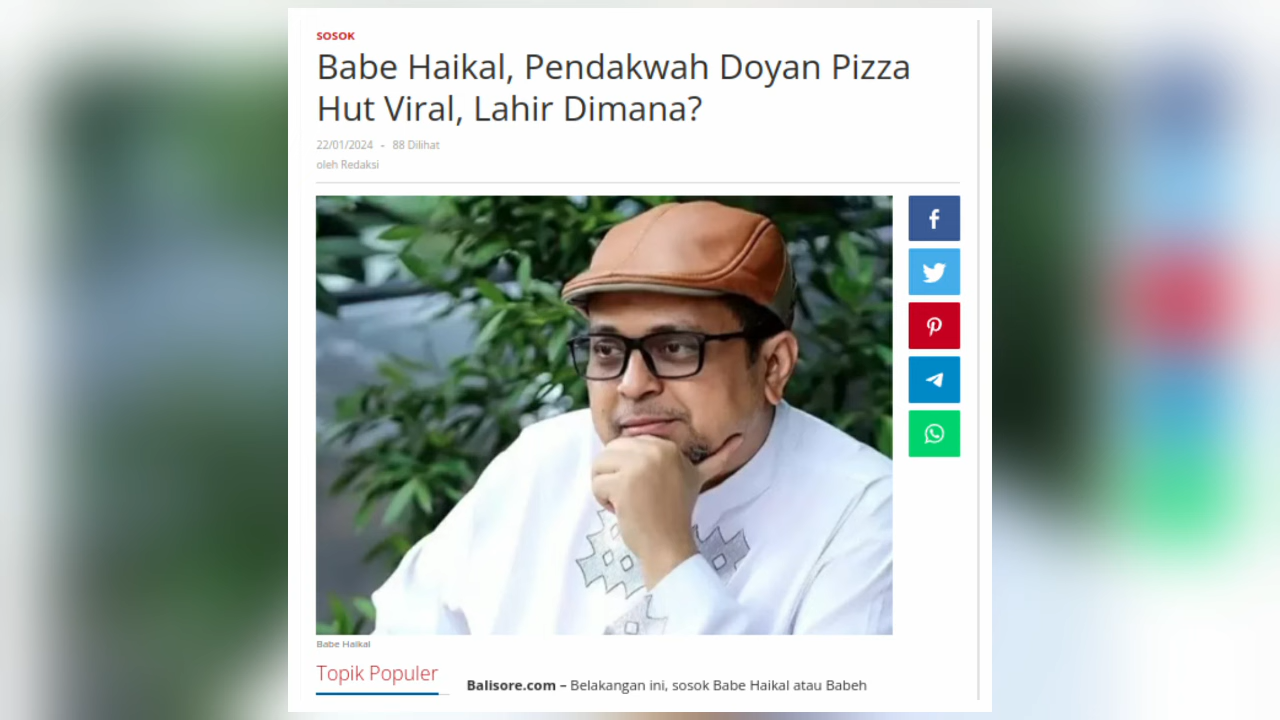 SOSOK
Babe Haikal, Pendakwah Doyan Pizza
Hut Viral, Lahir Dimana?
22/01/2024 - 88 Dilihat
oleh Redaksi
Babe Haikal
Topik Populer
Balisore.com – Belakangan ini, sosok Babe Haikal atau Babeh